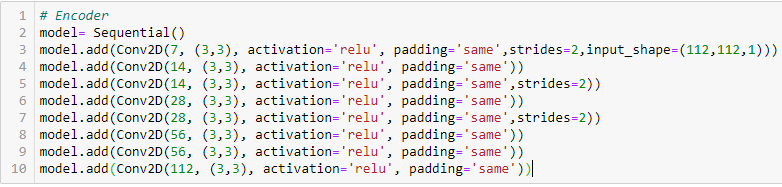 1 # Encoder
2 model= Sequential()
3 model.add(Conv2D(7, (3,3), activation='relu', padding='same',strides=2,input_shape=(112,112,1)))
4 model.add(Conv2D(14, (3,3), activation='relu', padding='same'))
5 model.add(Conv2D(14, (3,3), activation='relu', padding='same',strides=2))
6 model.add(Conv2D(28, (3,3), activation='relu', padding='same'))
7 model.add(Conv2D(28, (3,3), activation='relu', padding='same',strides=2))
8 model.add(Conv2D(56, (3,3), activation='relu', padding='same'))
9 model.add(Conv2D(56, (3,3), activation='relu', padding='same'))
10 model.add(Conv2D(112, (3,3), activation='relu', padding='same'))